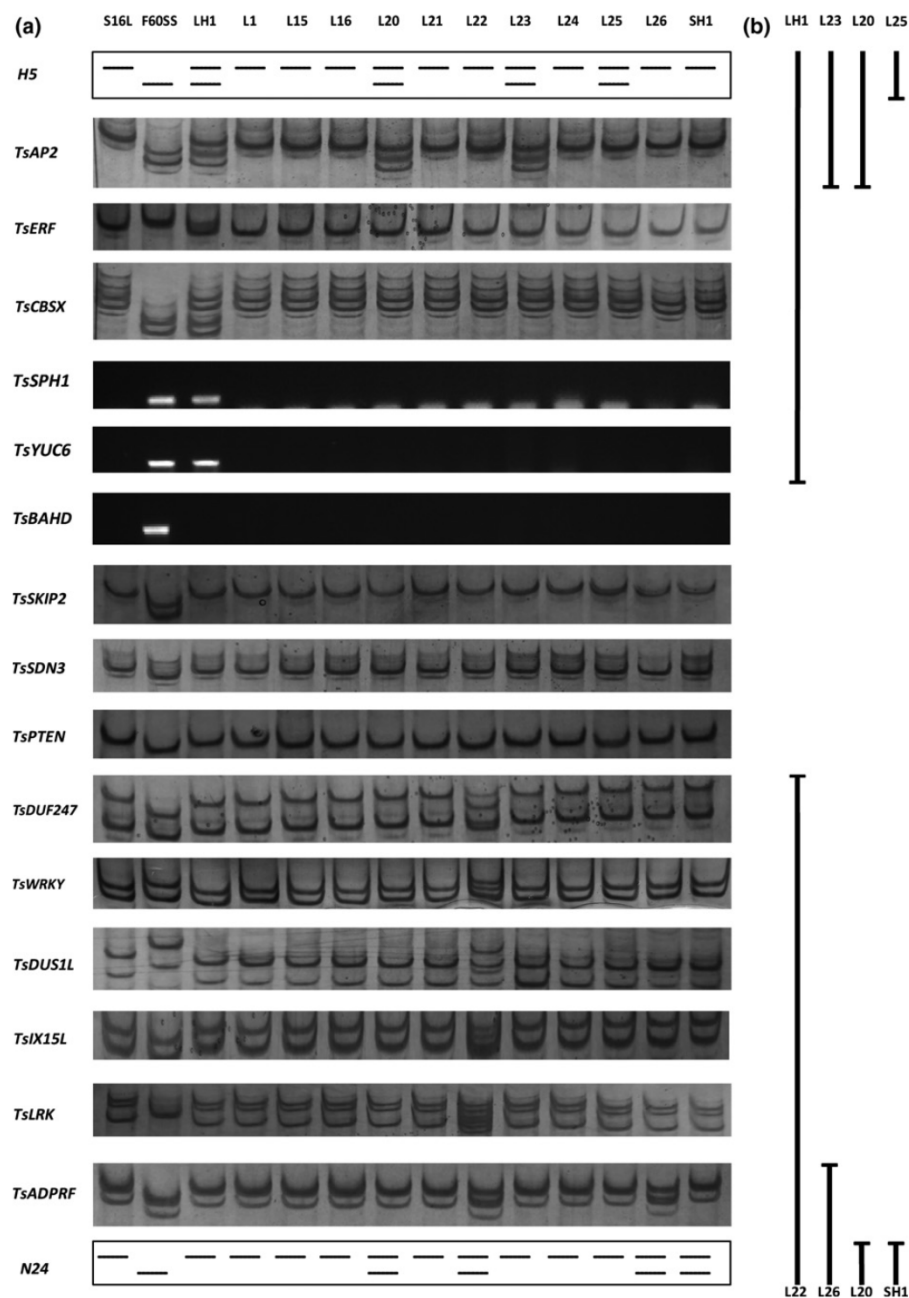 (a) S16L F60SS LH1 L1 L15 L16 L20 L21 L22 L23 L24 L25 L26 SH1 (b) LH1 L23 L20 L25
H5
TsAP2
TsERF
TsCBSX
TsSPH1
TsYUC6
TsBAHD
TsSKIP2
TsSDN3
TsPTEN
TsDUF247
TsWRKY
TsDUS1L
TsIX15L
TsLRK
TsADPRF
N24
L22 L26 L20 SH1